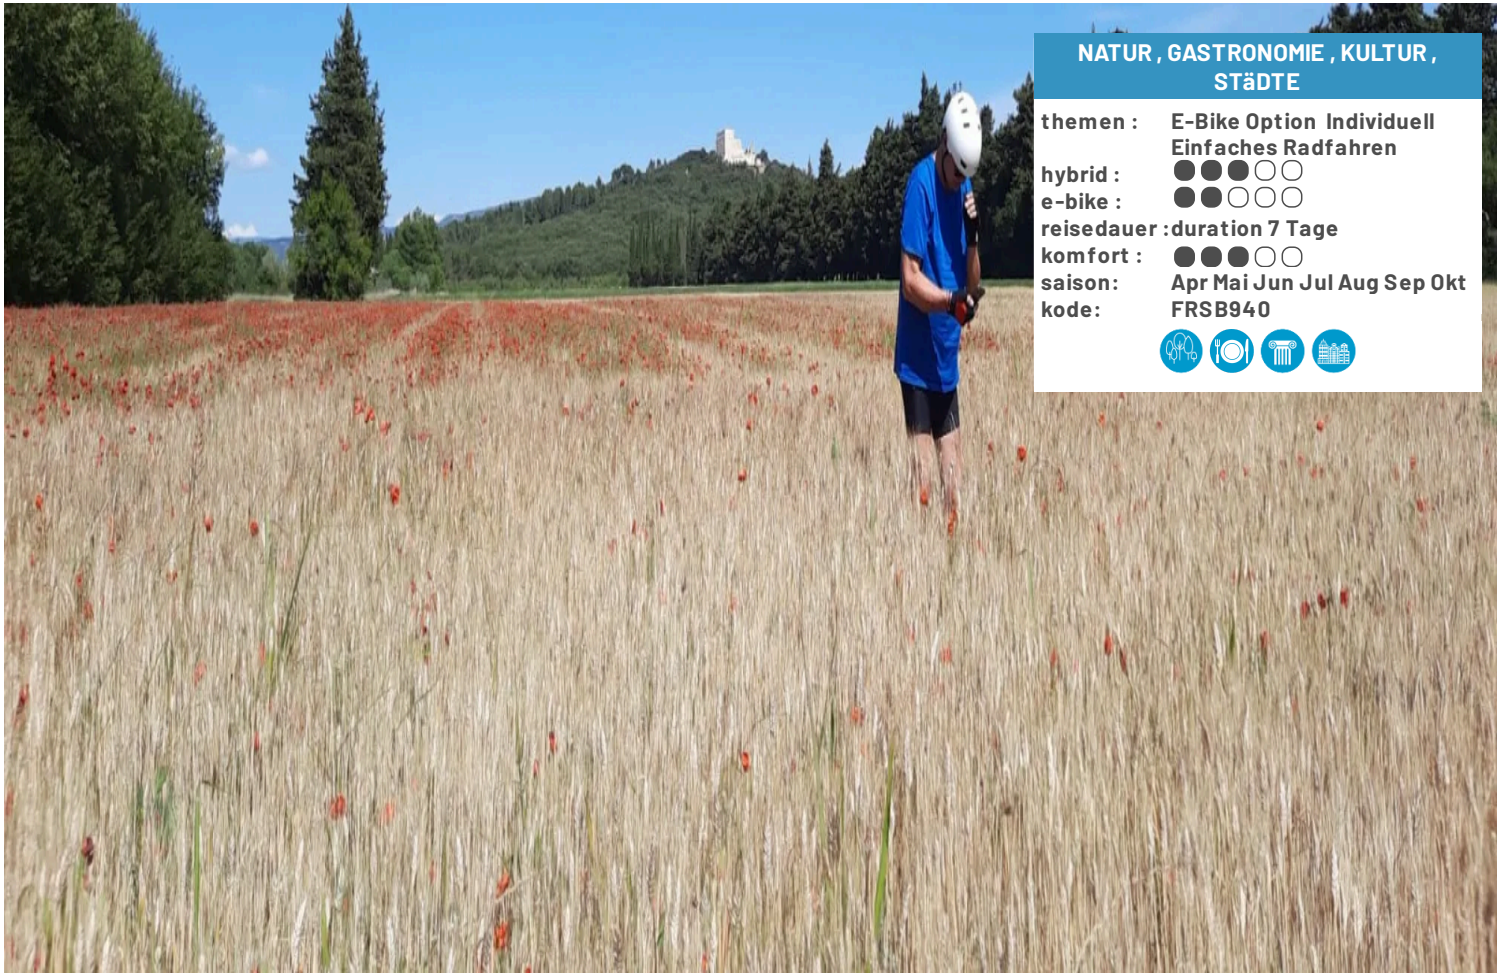 NATUR , GASTRONOMIE , KULTUR ,
STäDTE
themen : E-Bike Option Individuell
Einfaches Radfahren
hybrid :
e-bike :
reisedauer : duration 7 Tage
komfort :
saison: Apr Mai Jun Jul Aug Sep Okt
kode: FRSB940